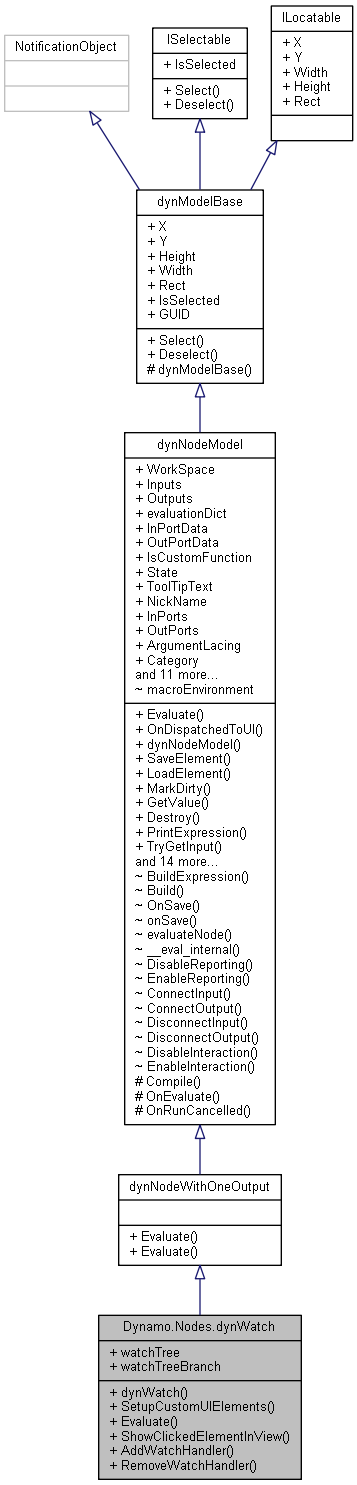 NotificationObject
ISelectable
+ IsSelected
+ Select()
+ Deselect()
ILocatable
+ X
+ Y
+ Width
+ Height
+ Rect
dynModelBase
+ X
+ Y
+ Height
+ Width
+ Rect
+ IsSelected
+ GUID
+ Select()
+ Deselect()
# dynModelBase()
dynNodeModel
+ WorkSpace
+ Inputs
+ Outputs
+ evaluationDict
+ InPortData
+ OutPortData
+ IsCustomFunction
+ State
+ ToolTipText
+ NickName
+ InPorts
+ OutPorts
+ ArgumentLacing
+ Category
and 11 more...
~ macroEnvironment
+ Evaluate()
+ OnDispatchedToUI()
+ dynNodeModel()
+ SaveElement()
+ LoadElement()
+ MarkDirty()
+ GetValue()
+ Destroy()
+ PrintExpression()
+ TryGetInput()
and 14 more...
~ BuildExpression()
~ Build()
~ OnSave()
~ onSave()
~ evaluateNode()
~ __eval_internal()
~ DisableReporting()
~ EnableReporting()
~ ConnectInput()
~ ConnectOutput()
~ DisconnectInput()
~ DisconnectOutput()
~ DisableInteraction()
~ EnableInteraction()
# Compile()
# OnEvaluate()
# OnRunCancelled()
dynNodeWithOneOutput
+ Evaluate()
+ Evaluate()
Dynamo.Nodes.dynWatch
+ watchTree
+ watchTreeBranch
+ dynWatch()
+ SetupCustomUIElements()
+ Evaluate()
+ ShowClickedElementInView()
+ AddWatchHandler()
+ RemoveWatchHandler()